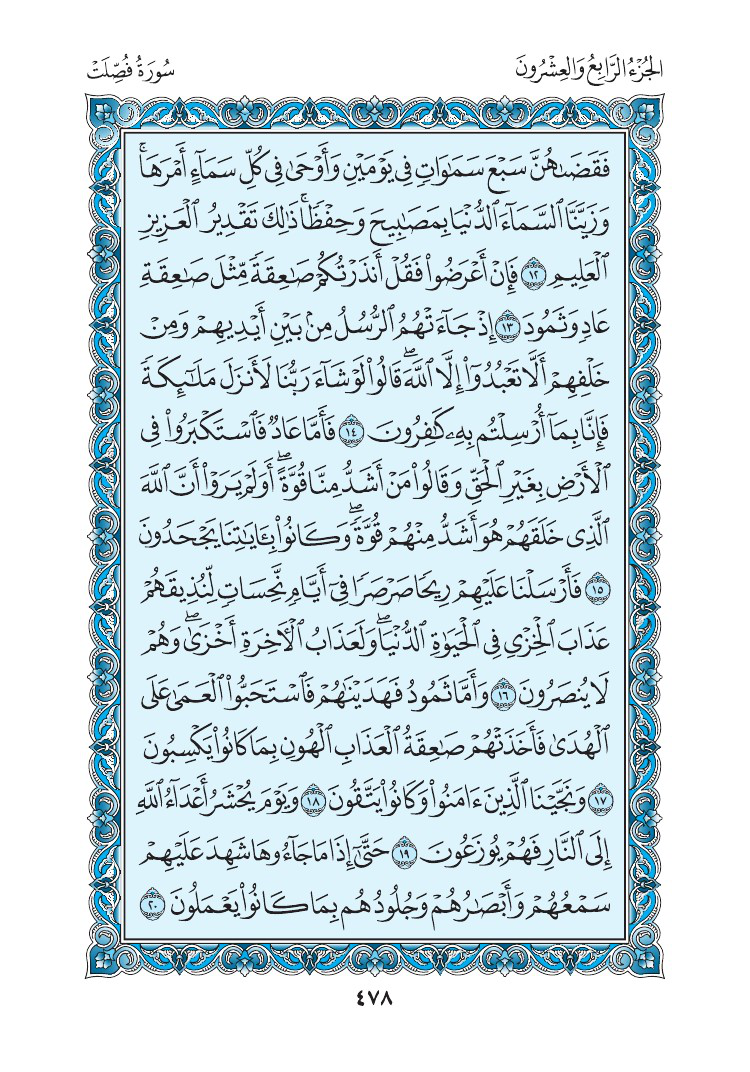 الجُزْءُ الرَّابِعُ وَالعِشْرُونَ
سُورَةُ فُصِّلَتْ
فَقَضَىٰهُنَّ سَبْعَ سَمَٰوَاتٖ فِي يَوْمَيْنِ وَأَوْحَىٰ فِي كُلِّ سَمَآءٍ أَمْرَهَاۚ
وَزَيَّنَّا ٱلسَّمَآءَ ٱلدُّنْيَا بِمَصَٰبِيحَ وَحِفْظٗاۚ ذَٰلِكَ تَقْدِيرُ ٱلْعَزِيزِ
ٱلْعَلِيمِ ١٢ فَإِنْ أَعْرَضُوا۟ فَقُلْ أَنذَرْتُكُمْ صَٰعِقَةٗ مِّثْلَ صَٰعِقَةِ
عَادٖ وَثَمُودَ ١٣ إِذْ جَآءَتْهُمُ ٱلرُّسُلُ مِنۢ بَيْنِ أَيْدِيهِمْ وَمِنْ
خَلْفِهِمْ أَلَّا تَعْبُدُوٓا۟ إِلَّا ٱللَّهَۖ قَالُوا۟ لَوْ شَآءَ رَبُّنَا لَأَنزَلَ مَلَٰٓئِكَةٗ
فَإِنَّا بِمَآ أُرْسِلْتُم بِهِۦ كَٰفِرُونَ ١٤ فَأَمَّا عَادٞ فَٱسْتَكْبَرُوا۟ فِي
ٱلْأَرْضِ بِغَيْرِ ٱلْحَقِّ وَقَالُوا۟ مَنْ أَشَدُّ مِنَّا قُوَّةًۖ أَوَلَمْ يَرَوْا۟ أَنَّ ٱللَّهَ
ٱلَّذِي خَلَقَهُمْ هُوَ أَشَدُّ مِنْهُمْ قُوَّةٗۖ وَكَانُوا۟ بِـَٔايَٰتِنَا يَجْحَدُونَ
١٥ فَأَرْسَلْنَا عَلَيْهِمْ رِيحٗا صَرْصَرٗا فِيٓ أَيَّامٖ نَّحِسَاتٖ لِّنُذِيقَهُمْ
عَذَابَ ٱلْخِزْيِ فِي ٱلْحَيَوٰةِ ٱلدُّنْيَاۖ وَلَعَذَابُ ٱلْأٓخِرَةِ أَخْزَىٰۖ وَهُمْ
لَا يُنصَرُونَ ١٦ وَأَمَّا ثَمُودُ فَهَدَيْنَٰهُمْ فَٱسْتَحَبُّوا۟ ٱلْعَمَىٰ عَلَى
ٱلْهُدَىٰ فَأَخَذَتْهُمْ صَٰعِقَةُ ٱلْعَذَابِ ٱلْهُونِ بِمَا كَانُوا۟ يَكْسِبُونَ
١٧ وَنَجَّيْنَا ٱلَّذِينَ ءَامَنُوا۟ وَكَانُوا۟ يَتَّقُونَ ١٨ وَيَوْمَ يُحْشَرُ أَعْدَآءُ ٱللَّهِ
إِلَى ٱلنَّارِ فَهُمْ يُوزَعُونَ ١٩ حَتَّىٰٓ إِذَا مَا جَآءُوهَا شَهِدَ عَلَيْهِمْ
سَمْعُهُمْ وَأَبْصَٰرُهُمْ وَجُلُودُهُم بِمَا كَانُوا۟ يَعْمَلُونَ ٢٠
٤٧٨